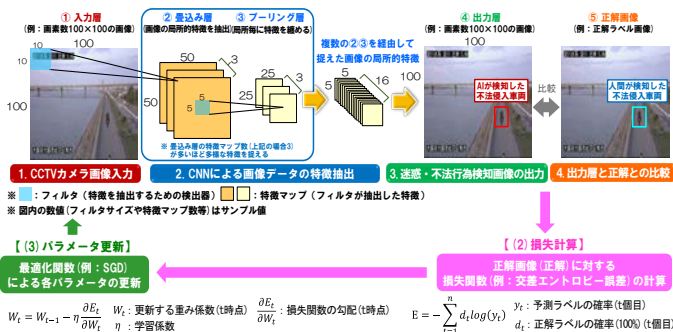 ① 入力層
(例：画素数100×100の画像)
② 畳込み層
(画像の局所的特徴を抽出)
③ プーリング層
(局所毎に特徴を纏める)
複数の②③を経由して
捉えた画像の局所的特徴
④ 出力層
(例：画素数100×100の画像)
⑤ 正解画像
(例：正解ラベル画像)
100
10
10
100
50
3
50
5
5
25
3
25
5
5
16
100
100
AIが検知した
不法侵入車両
比較
人間が検知した
不法侵入車両
※ 畳込み層の特徴マップ数(上記の場合3)
が多いほど多様な特徴を捉える
1. CCTVカメラ画像入力
2. CNNによる画像データの特徴抽出
3. 迷惑・不法行為検知画像の出力
4. 出力層と正解との比較
※ ：フィルタ（特徴を抽出するための検出器） ：特徴マップ（フィルタが抽出した特徴）
※ 図内の数値(フィルタサイズや特徴マップ数等)はサンプル値
【(3)パラメータ更新】
最適化関数(例：SGD)
による各パラメータの更新
【(2)損失計算】
正解画像(正解)に対する
損失関数(例：交差エントロピー誤差)の計算
W_t = W_{t-1} - η ∂E_t/∂W_t
W_t：更新する重み係数(t時点)
η ：学習係数
∂E_t/∂W_t：損失関数の勾配(t時点)
E = -∑_{t=1}^{n} d_t log(y_t)
y_t：予測ラベルの確率(t個目)
d_t：正解ラベルの確率(100%)(t個目)